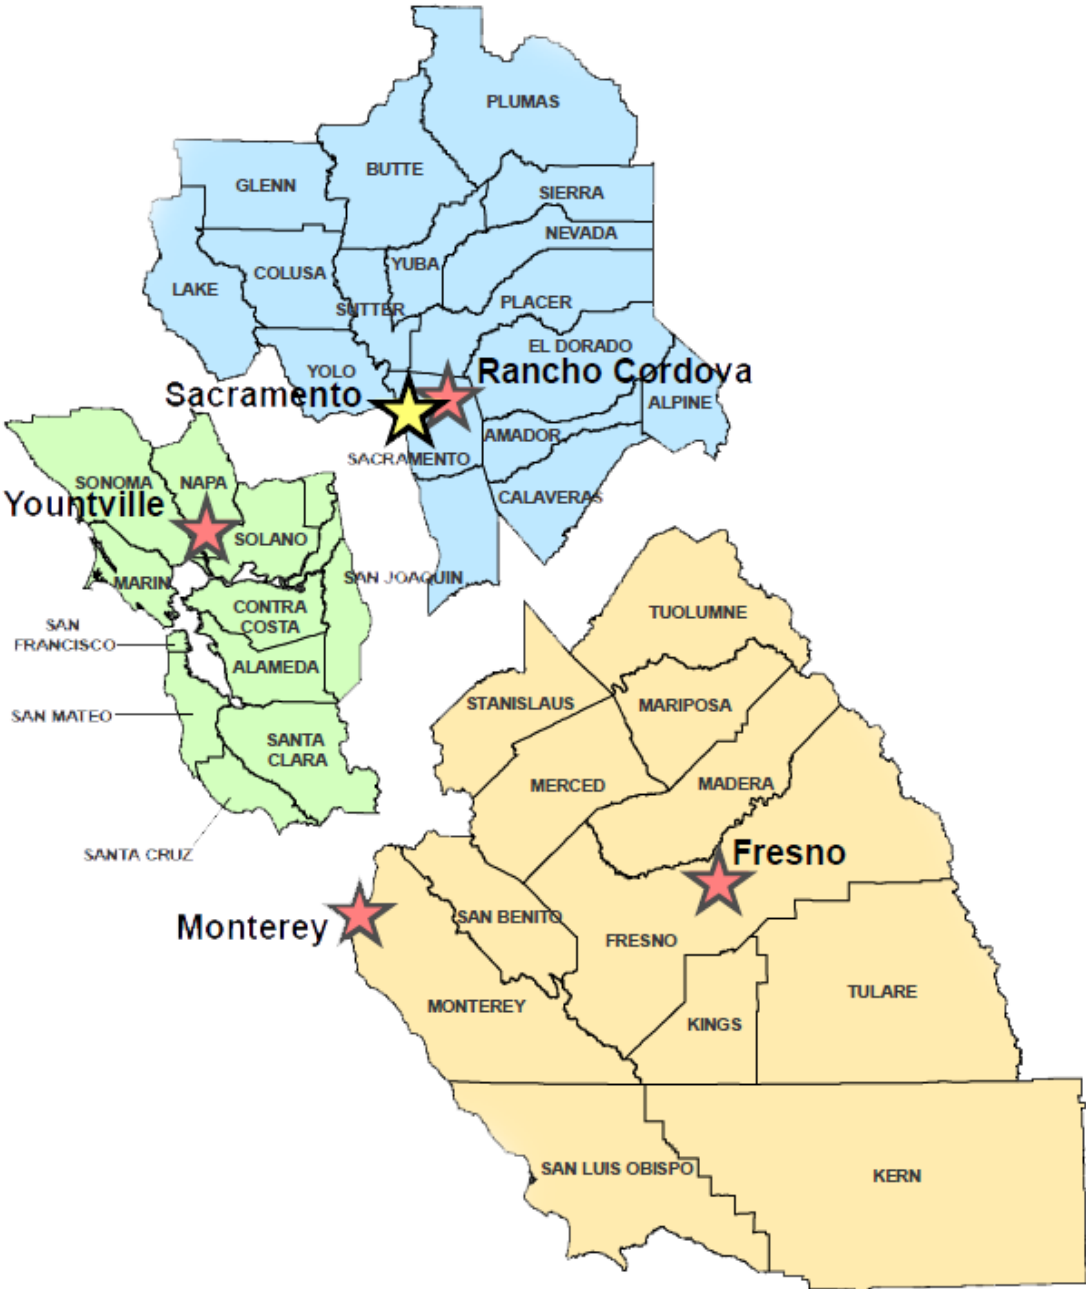 PLUMAS
BUTTE
GLENN
SIERRA
NEVADA
YUBA
COLUSA
LAKE
PLACER
SUTTER
EL DORADO
YOLO
Rancho Cordova
Sacramento
ALPINE
AMADOR
SACRAMENTO
CALAVERAS
SONOMA
NAPA
Yountville
SOLANO
SAN JOAQUIN
MARIN
CONTRA
COSTA
SAN
FRANCISCO
ALAMEDA
SAN MATEO
SANTA
CLARA
SANTA CRUZ
TUOLUMNE
STANISLAUS
MARIPOSA
MERCED
MADERA
Fresno
Monterey
SAN BENITO
FRESNO
MONTEREY
TULARE
KINGS
SAN LUIS OBISPO
KERN